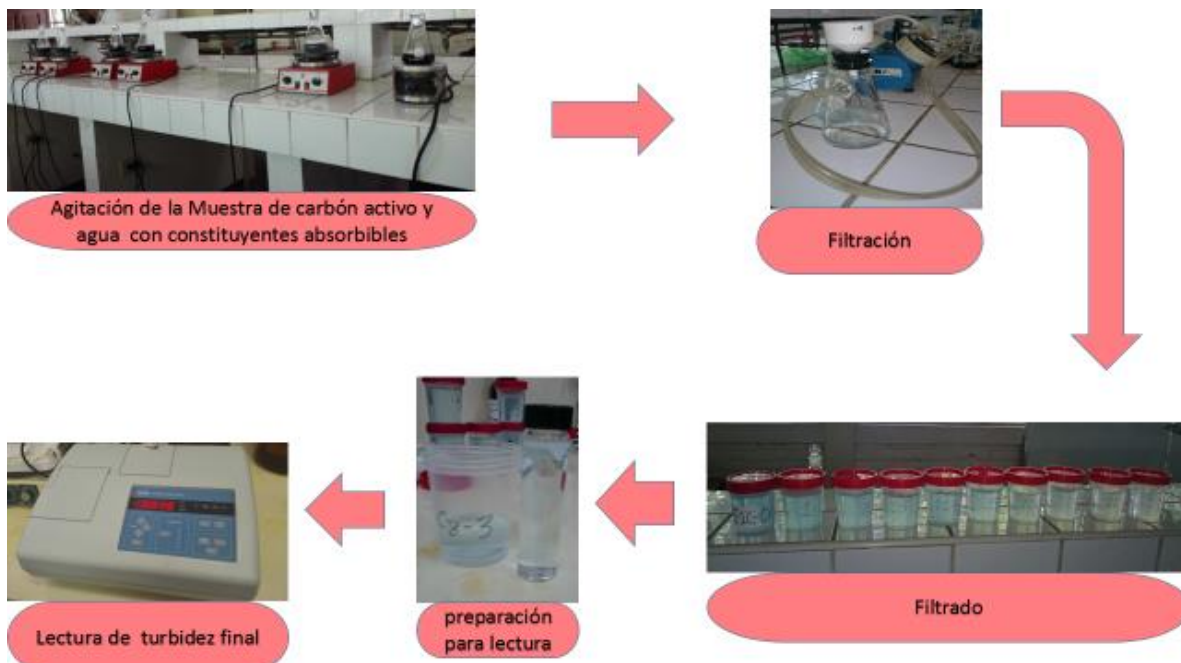 Agitación de la Muestra de carbón activo y
agua con constituyentes absorbibles
Filtración
Filtrado
preparación
para lectura
Lectura de turbidez final